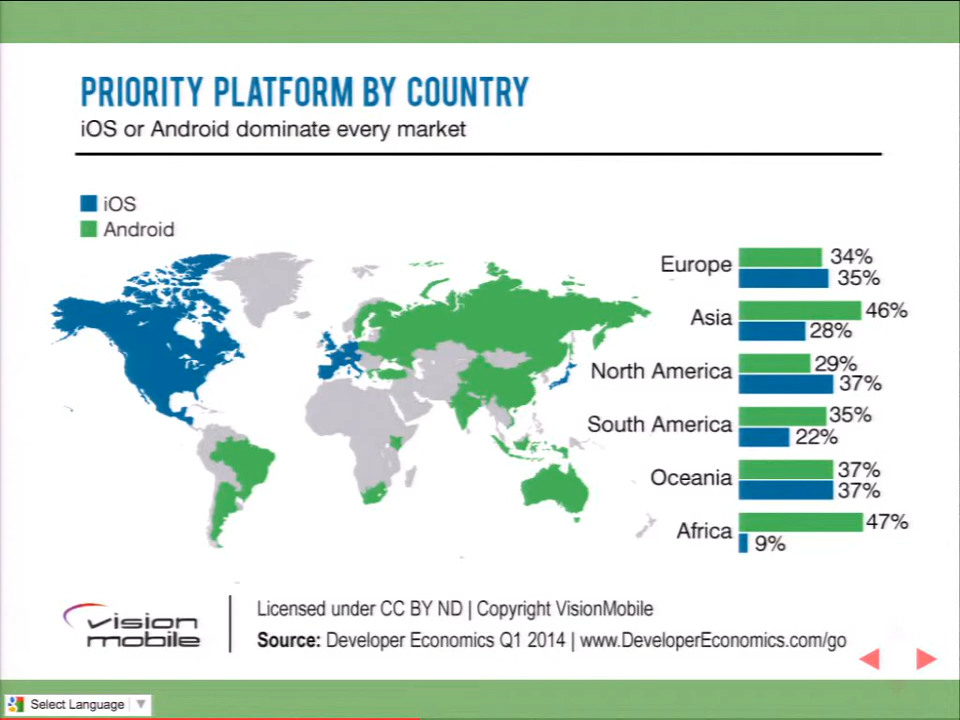 PRIORITY PLATFORM BY COUNTRY
iOS or Android dominate every market
iOS
Android
Europe 34% 35%
Asia 46% 28%
North America 29% 37%
South America 35% 22%
Oceania 37% 37%
Africa 47% 9%
vision
mobile
Licensed under CC BY ND | Copyright VisionMobile
Source: Developer Economics Q1 2014 | www.DeveloperEconomics.com/go
Select Language